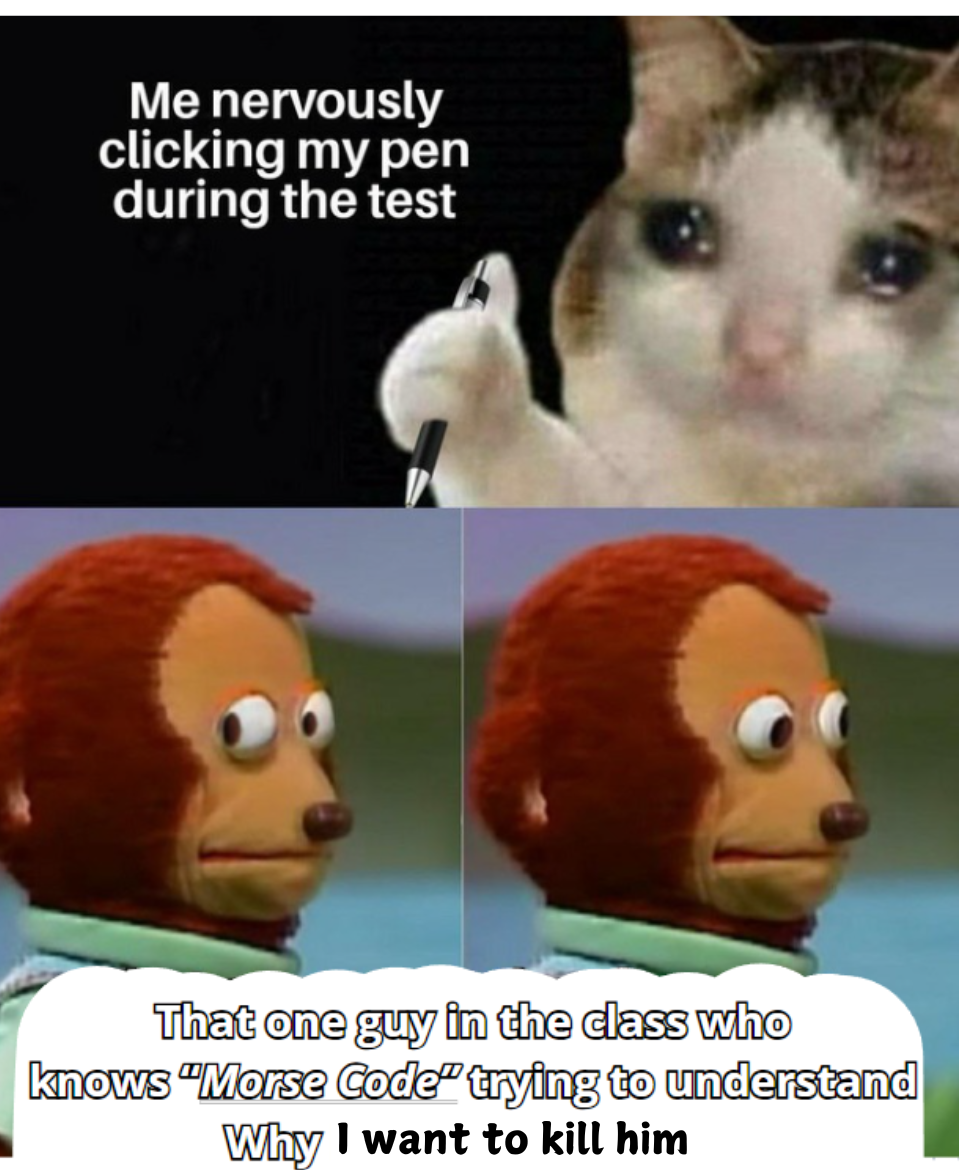 Me nervously
clicking my pen
during the test
That one guy in the class who
knows “Morse Code” trying to understand
Why I want to kill him